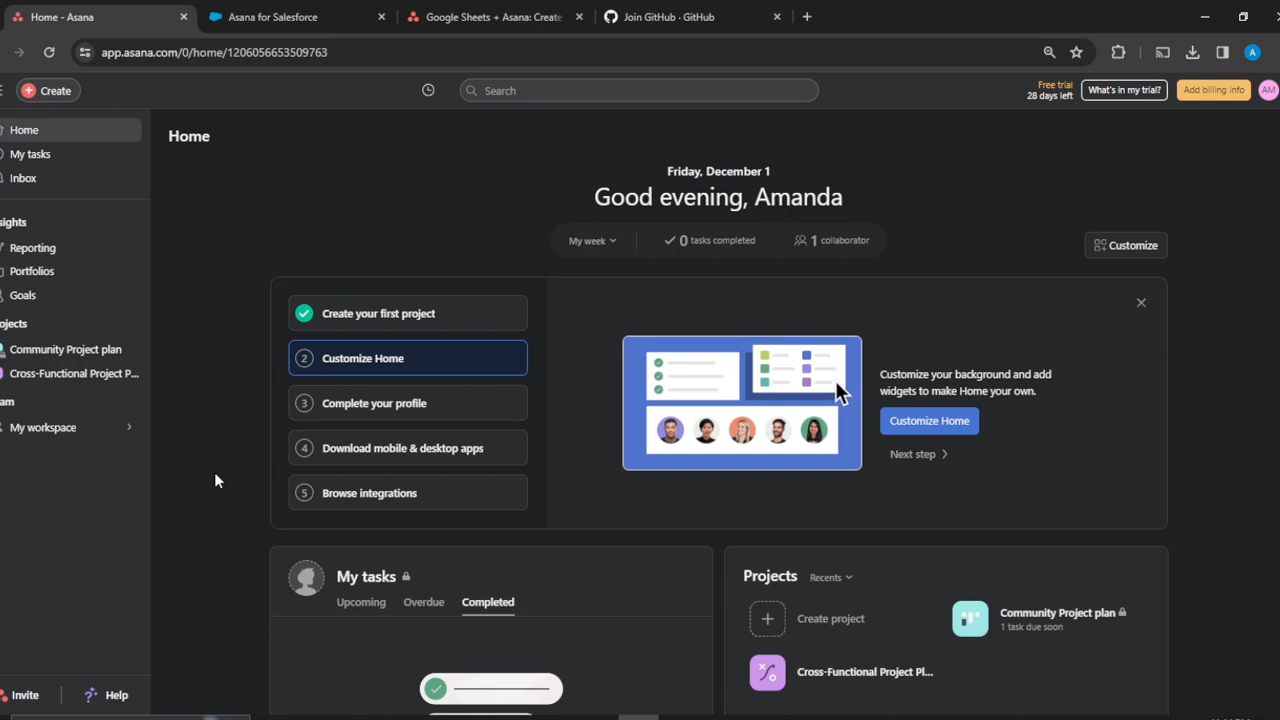 Home - Asana
Asana for Salesforce
Google Sheets + Asana: Create
Join GitHub · GitHub
app.asana.com/0/home/1206056653509763
A
Create
Search
Free trial
28 days left
What's in my trial?
Add billing info
AM
Home
My tasks
Inbox
sights
Reporting
Portfolios
Goals
ojects
Community Project plan
Cross-Functional Project P...
am
My workspace
Invite
Help
Home
Friday, December 1
Good evening, Amanda
My week
0 tasks completed
1 collaborator
Customize
Create your first project
2 Customize Home
3 Complete your profile
4 Download mobile & desktop apps
5 Browse integrations
Customize your background and add
widgets to make Home your own.
Customize Home
Next step
My tasks
Upcoming
Overdue
Completed
Projects
Recents
Create project
Community Project plan
1 task due soon
Cross-Functional Project Pl...